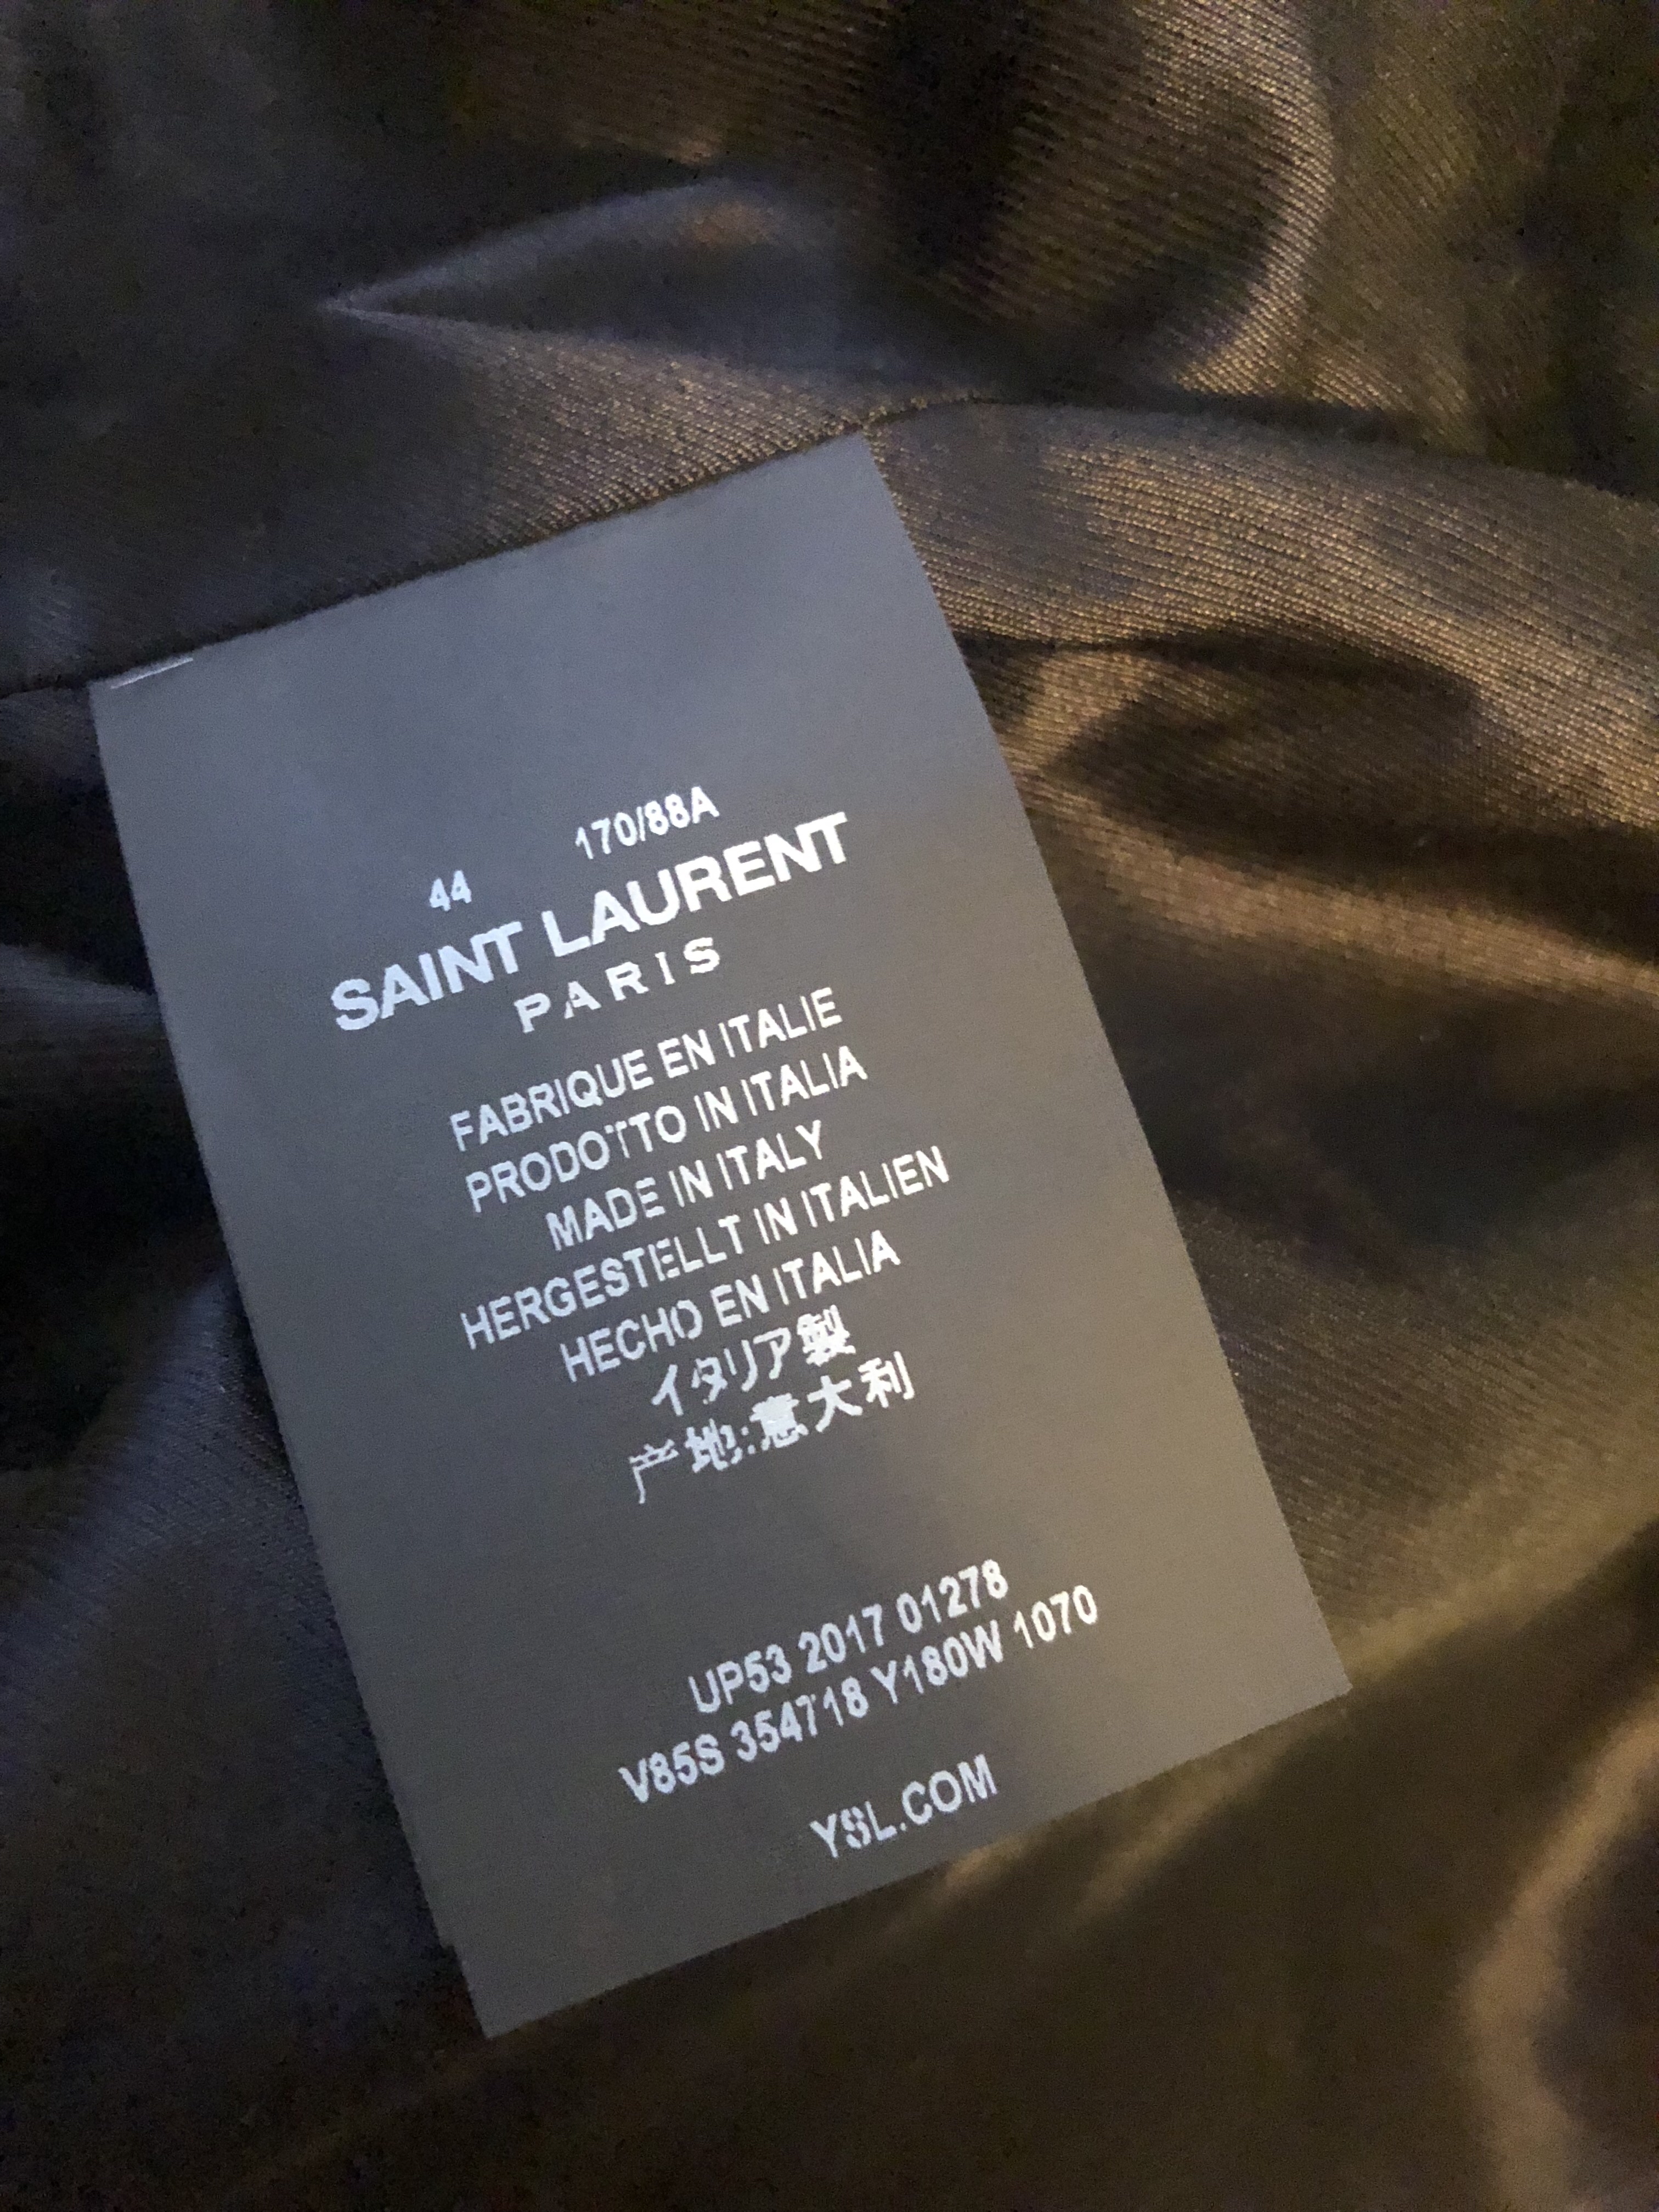 44 170/88A
SAINT LAURENT
PARIS
FABRIQUE EN ITALIE
PRODOTTO IN ITALIA
MADE IN ITALY
HERGESTELLT IN ITALIEN
HECHO EN ITALIA
イタリア製
产地:意大利
UP53 2017 01278
V85S 354718 Y180W 1070
YSL.COM